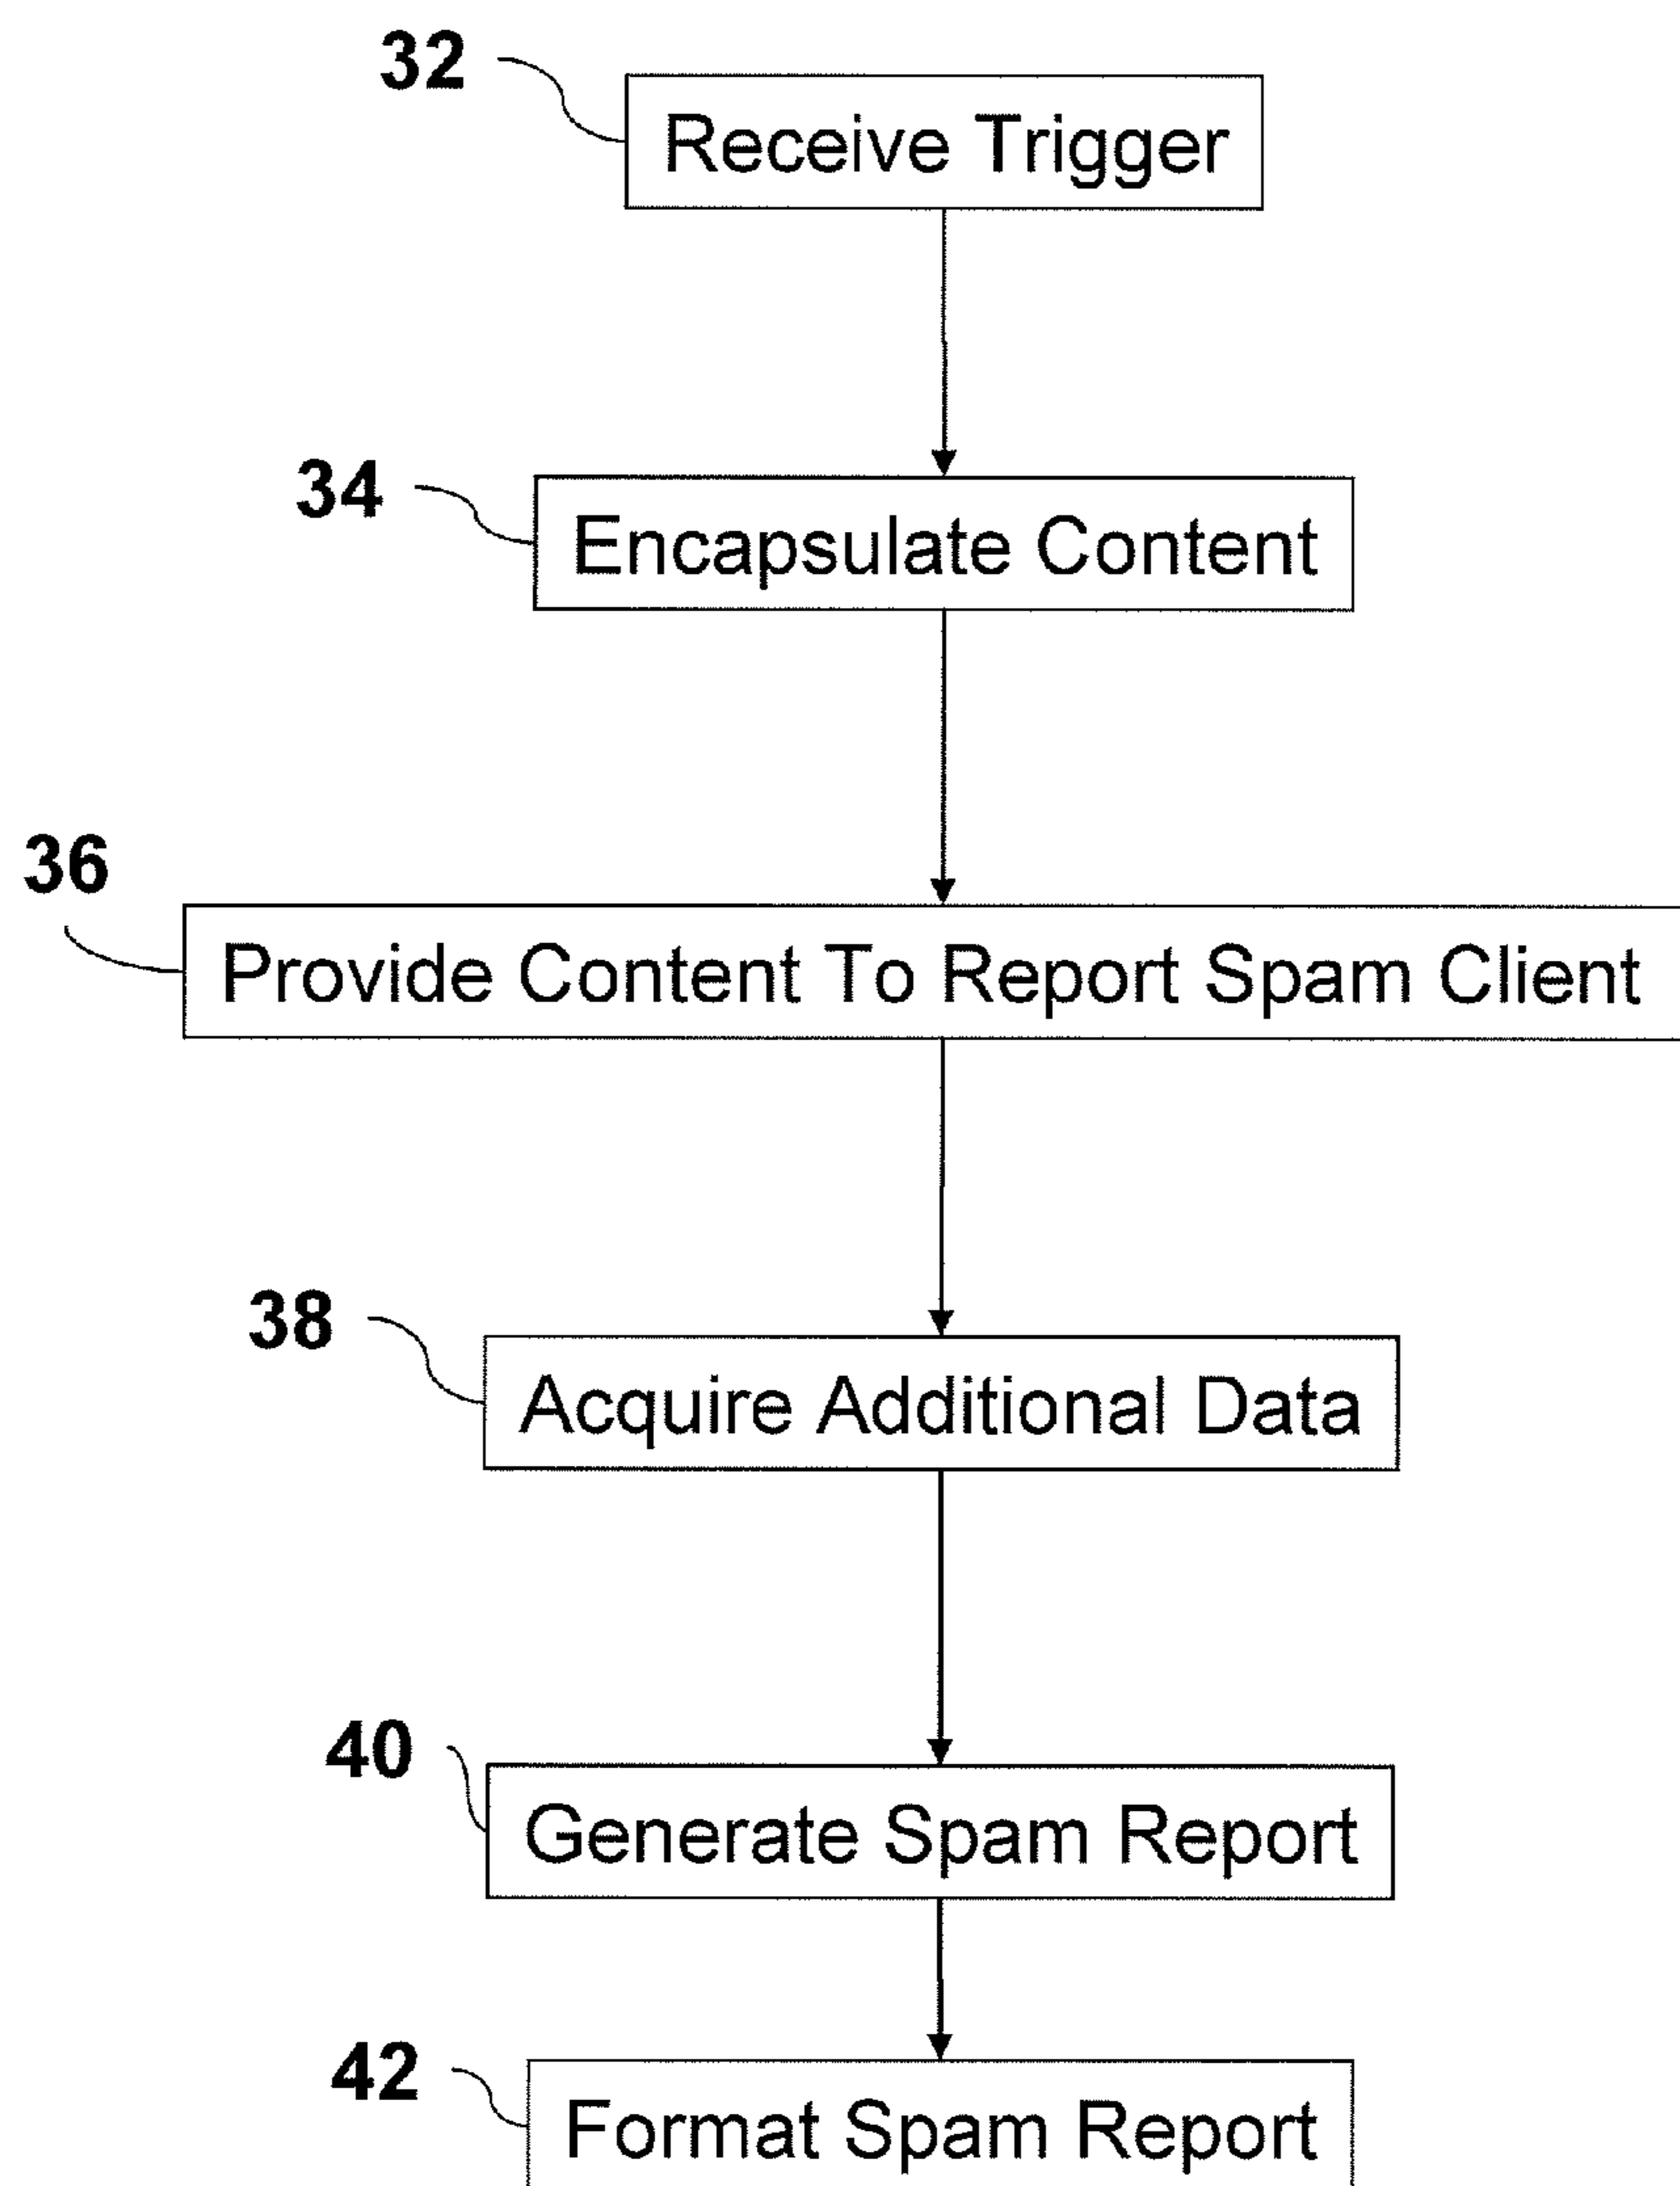 32
Receive Trigger
34
Encapsulate Content
36
Provide Content To Report Spam Client
38
Acquire Additional Data
40
Generate Spam Report
42
Format Spam Report